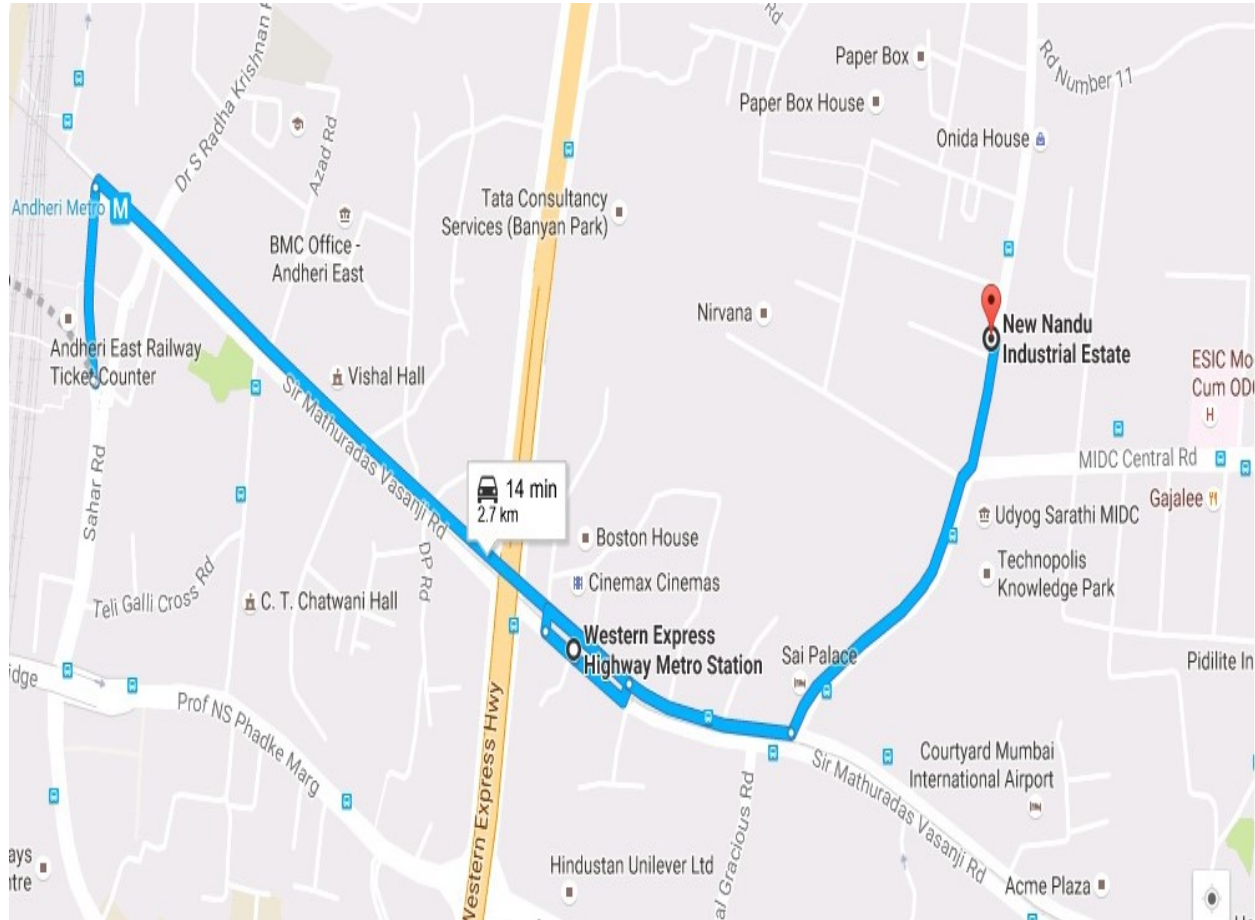 Rd
Paper Box
Rd Number 11
Paper Box House
Onida House
Dr S Radha Krishnan
Azad Rd
Tata Consultancy
Services (Banyan Park)
Andheri Metro
M
BMC Office -
Andheri East
Nirvana
New Nandu
Industrial Estate
Andheri East Railway
Ticket Counter
ESIC Mo
Cum OD
H
Vishal Hall
Sir Mathuradas Vasanji Rd
MIDC Central Rd
14 min
2.7 km
Gajalee
Sahar Rd
Udyog Sarathi MIDC
Boston House
DP Rd
Technopolis
Knowledge Park
Cinemax Cinemas
Teli Galli Cross Rd
C. T. Chatwani Hall
Western Express
Highway Metro Station
Sai Palace
Pidilite In
idge
Prof NS Phadke Marg
Western Express Hwy
Courtyard Mumbai
International Airport
Sir Mathuradas Vasanji Rd
ays
ntre
Hindustan Unilever Ltd
al Gracious Rd
Acme Plaza